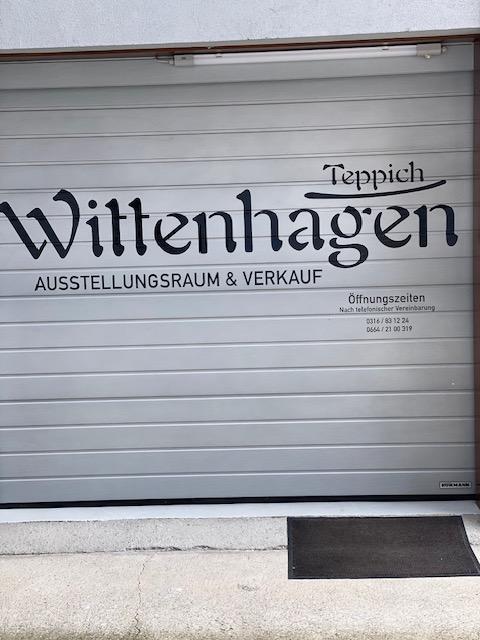 Teppich
Wittenhagen
AUSSTELLUNGSRAUM & VERKAUF
Öffnungszeiten
Nach telefonischer Vereinbarung
0316 / 83 12 24
0664 / 21 00 319
HÖRMANN